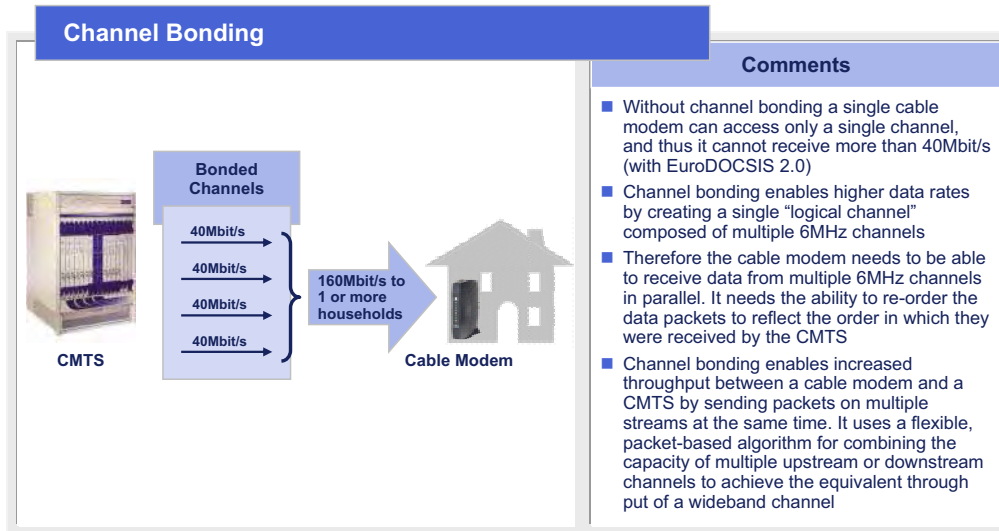 Channel Bonding
Bonded
Channels
40Mbit/s
40Mbit/s
40Mbit/s
40Mbit/s
160Mbit/s to
1 or more
households
CMTS
Cable Modem
Comments
Without channel bonding a single cable
modem can access only a single channel,
and thus it cannot receive more than 40Mbit/s
(with EuroDOCSIS 2.0)
Channel bonding enables higher data rates
by creating a single “logical channel”
composed of multiple 6MHz channels
Therefore the cable modem needs to be able
to receive data from multiple 6MHz channels
in parallel. It needs the ability to re-order the
data packets to reflect the order in which they
were received by the CMTS
Channel bonding enables increased
throughput between a cable modem and a
CMTS by sending packets on multiple
streams at the same time. It uses a flexible,
packet-based algorithm for combining the
capacity of multiple upstream or downstream
channels to achieve the equivalent through
put of a wideband channel